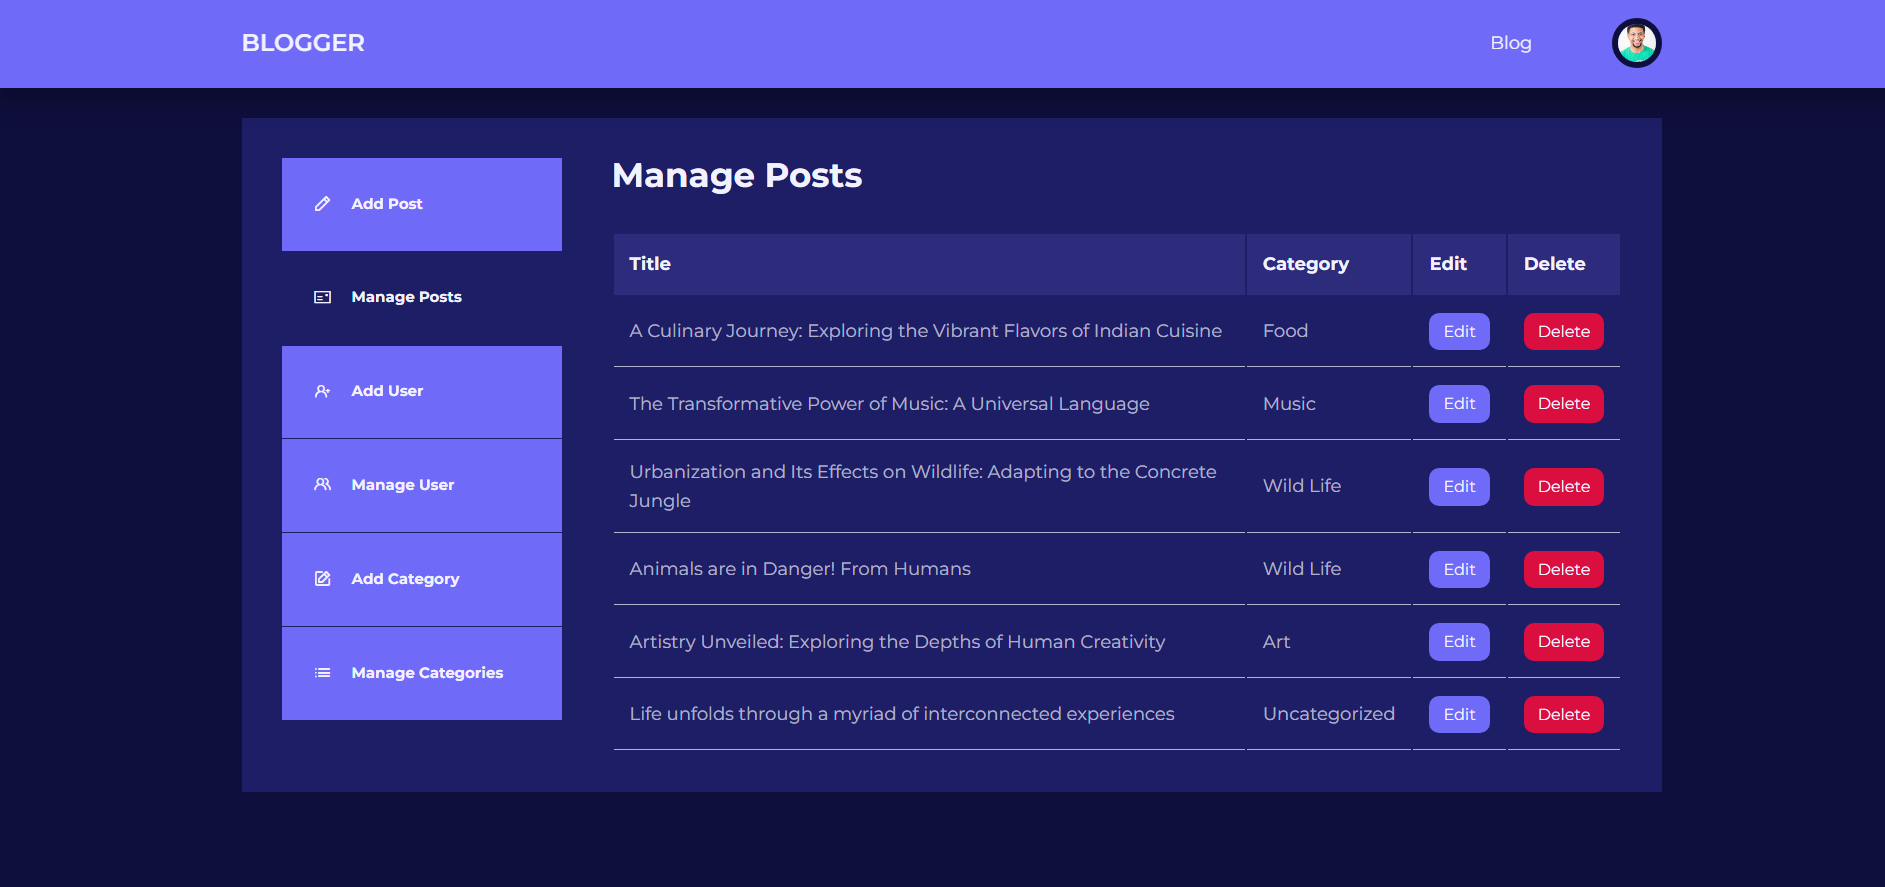 BLOGGER
Blog
Add Post
Manage Posts
Add User
Manage User
Add Category
Manage Categories
Manage Posts
Title Category Edit Delete
A Culinary Journey: Exploring the Vibrant Flavors of Indian Cuisine Food Edit Delete
The Transformative Power of Music: A Universal Language Music Edit Delete
Urbanization and Its Effects on Wildlife: Adapting to the Concrete
Jungle Wild Life Edit Delete
Animals are in Danger! From Humans Wild Life Edit Delete
Artistry Unveiled: Exploring the Depths of Human Creativity Art Edit Delete
Life unfolds through a myriad of interconnected experiences Uncategorized Edit Delete